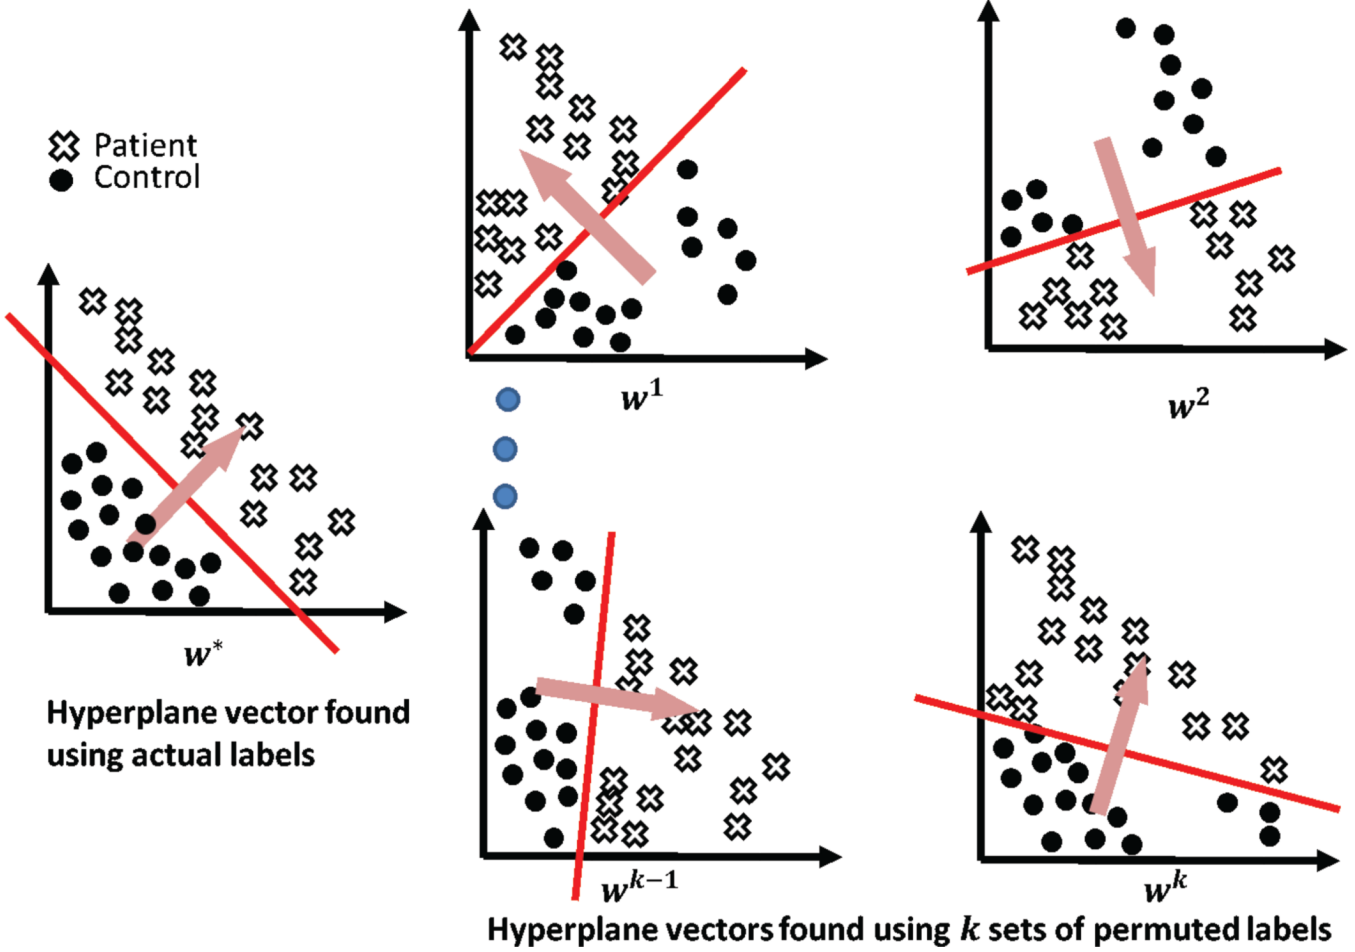 Patient
Control
w*
Hyperplane vector found
using actual labels
w¹
w²
wᵏ⁻¹
wᵏ
Hyperplane vectors found using k sets of permuted labels